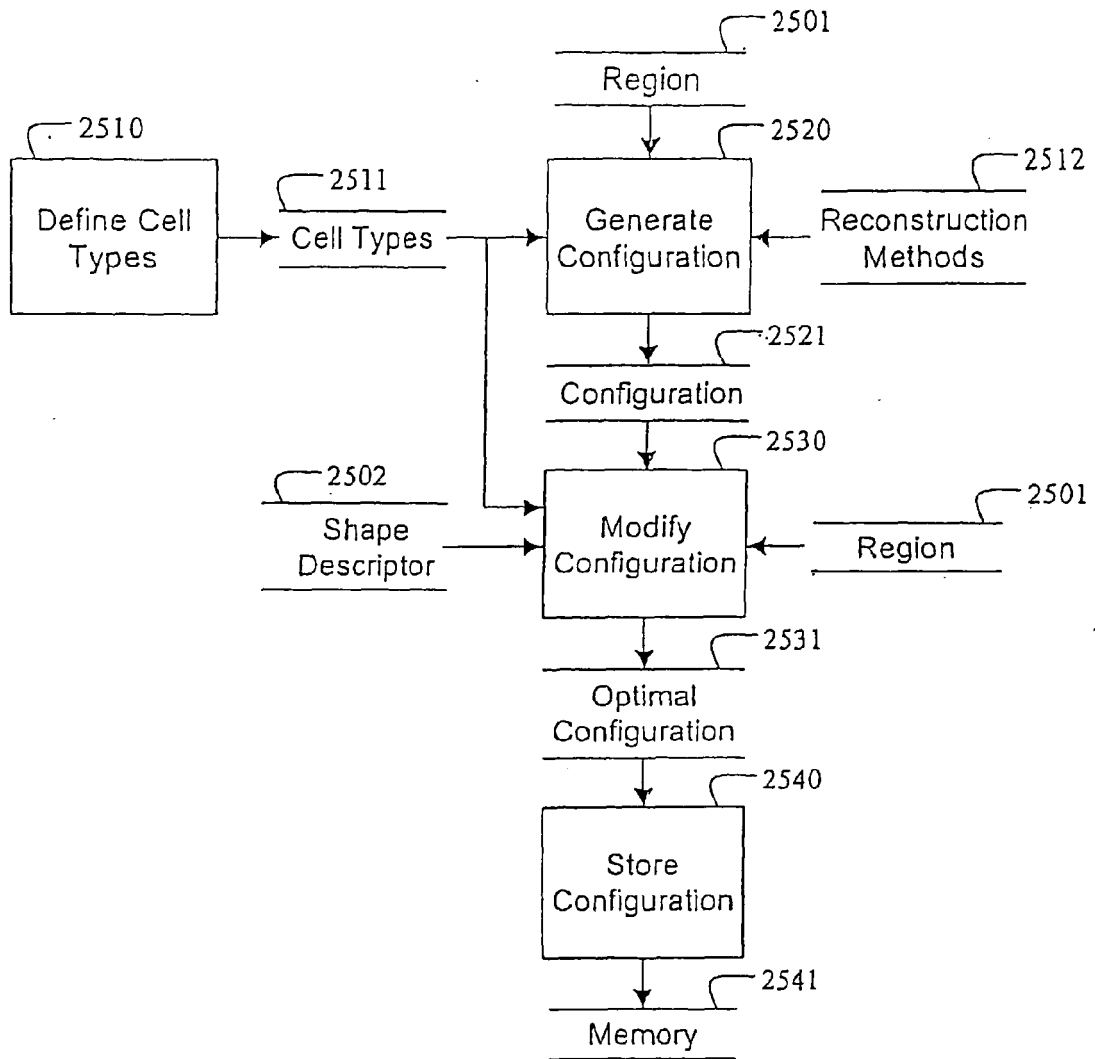 2501
Region
2510
2520
2512
2511
Define Cell
Types
Cell Types
Generate
Configuration
Reconstruction
Methods
2521
Configuration
2530
2502
2501
Shape
Descriptor
Modify
Configuration
Region
2531
Optimal
Configuration
2540
Store
Configuration
2541
Memory